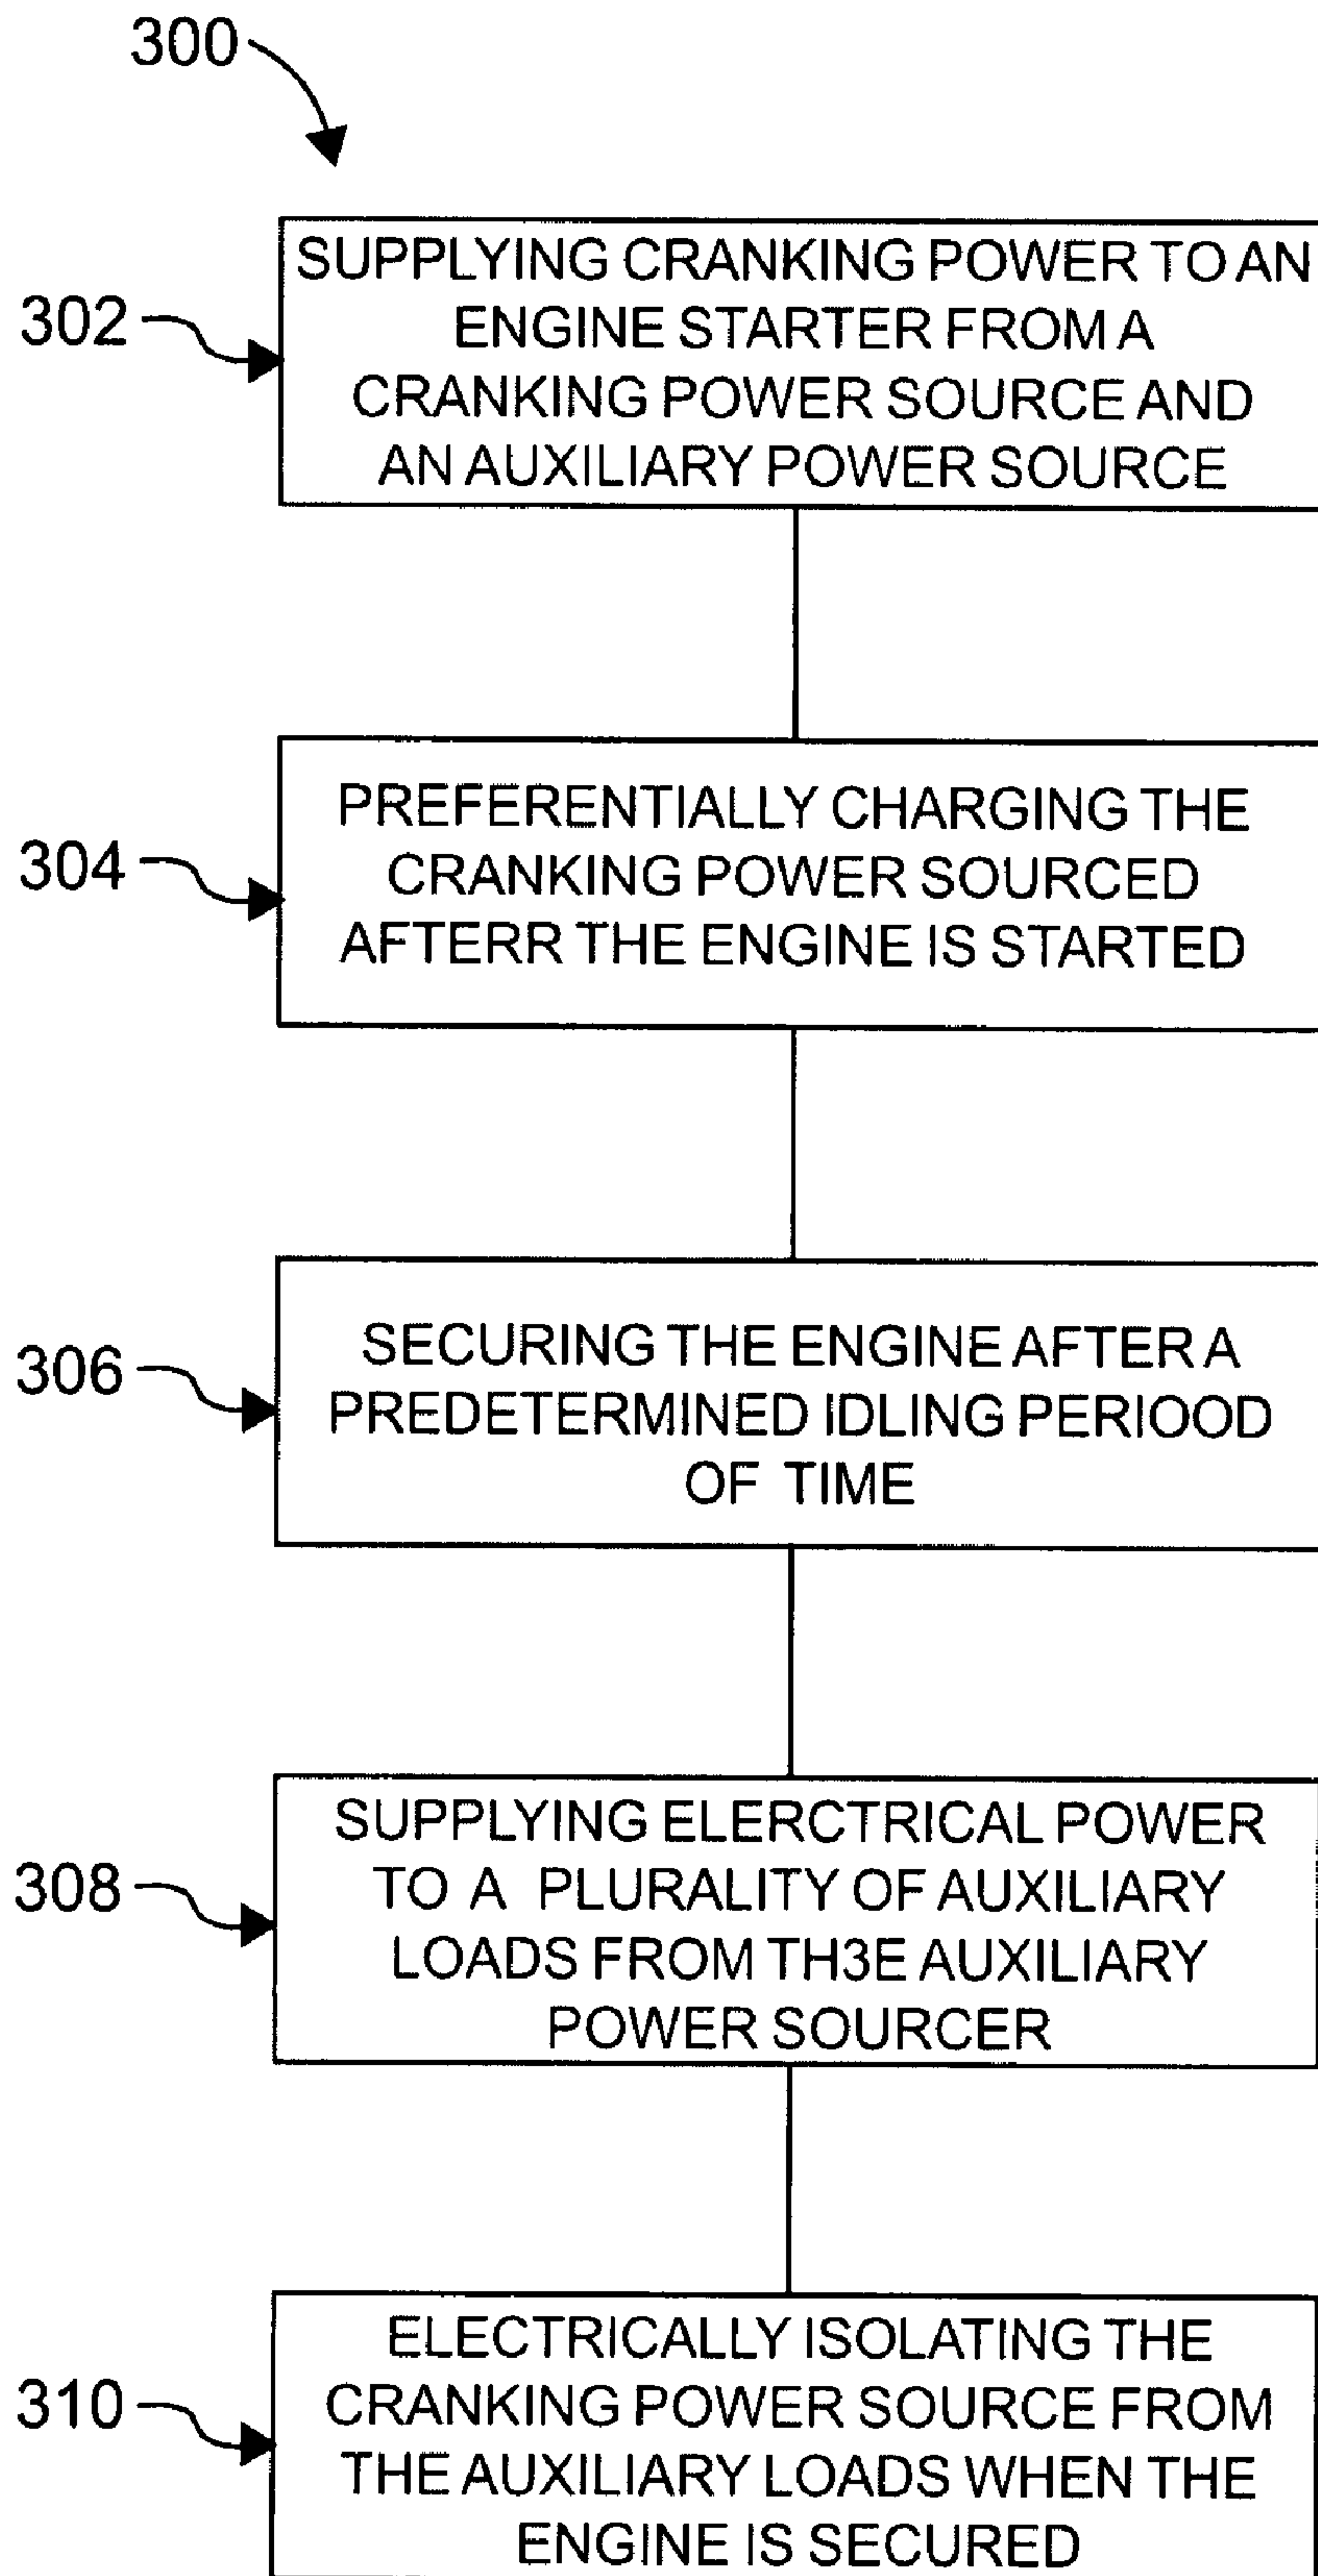 300
302
SUPPLYING CRANKING POWER TO AN
ENGINE STARTER FROM A
CRANKING POWER SOURCE AND
AN AUXILIARY POWER SOURCE
304
PREFERENTIALLY CHARGING THE
CRANKING POWER SOURCED
AFTERR THE ENGINE IS STARTED
306
SECURING THE ENGINE AFTER A
PREDETERMINED IDLING PERIOOD
OF TIME
308
SUPPLYING ELERCTRICAL POWER
TO A PLURALITY OF AUXILIARY
LOADS FROM TH3E AUXILIARY
POWER SOURCER
310
ELECTRICALLY ISOLATING THE
CRANKING POWER SOURCE FROM
THE AUXILIARY LOADS WHEN THE
ENGINE IS SECURED